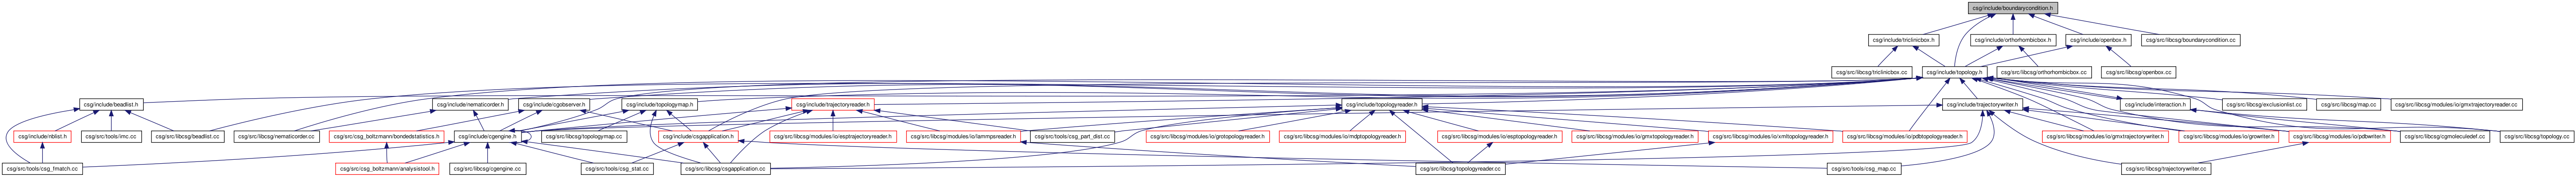 csg/include/boundarycondition.h
csg/include/triclinicbox.h
csg/include/orthorhombicbox.h
csg/include/openbox.h
csg/src/libcsg/boundarycondition.cc
csg/src/libcsg/triclinicbox.cc
csg/include/topology.h
csg/src/libcsg/orthorhombicbox.cc
csg/src/libcsg/openbox.cc
csg/include/beadlist.h
csg/include/nematicorder.h
csg/include/cgobserver.h
csg/include/topologymap.h
csg/include/trajectoryreader.h
csg/include/topologyreader.h
csg/include/trajectorywriter.h
csg/include/interaction.h
csg/src/libcsg/exclusionlist.cc
csg/src/libcsg/map.cc
csg/src/libcsg/modules/io/gmxtrajectoryreader.cc
csg/include/nblist.h
csg/src/tools/imc.cc
csg/src/libcsg/beadlist.cc
csg/src/libcsg/nematicorder.cc
csg/src/csg_boltzmann/bondedstatistics.h
csg/include/cgengine.h
csg/src/libcsg/topologymap.cc
csg/include/csgapplication.h
csg/src/libcsg/modules/io/esptrajectoryreader.h
csg/src/libcsg/modules/io/lammpsreader.h
csg/src/tools/csg_part_dist.cc
csg/src/libcsg/modules/io/grotopologyreader.h
csg/src/libcsg/modules/io/mdptopologyreader.h
csg/src/libcsg/modules/io/esptopologyreader.h
csg/src/libcsg/modules/io/gmxtopologyreader.h
csg/src/libcsg/modules/io/xmltopologyreader.h
csg/src/libcsg/modules/io/pdbtopologyreader.h
csg/src/libcsg/modules/io/gmxtrajectorywriter.h
csg/src/libcsg/modules/io/growriter.h
csg/src/libcsg/modules/io/pdbwriter.h
csg/src/libcsg/cgmoleculedef.cc
csg/src/libcsg/topology.cc
csg/src/tools/csg_fmatch.cc
csg/src/csg_boltzmann/analysistool.h
csg/src/libcsg/cgengine.cc
csg/src/tools/csg_stat.cc
csg/src/libcsg/csgapplication.cc
csg/src/libcsg/topologyreader.cc
csg/src/tools/csg_map.cc
csg/src/libcsg/trajectorywriter.cc